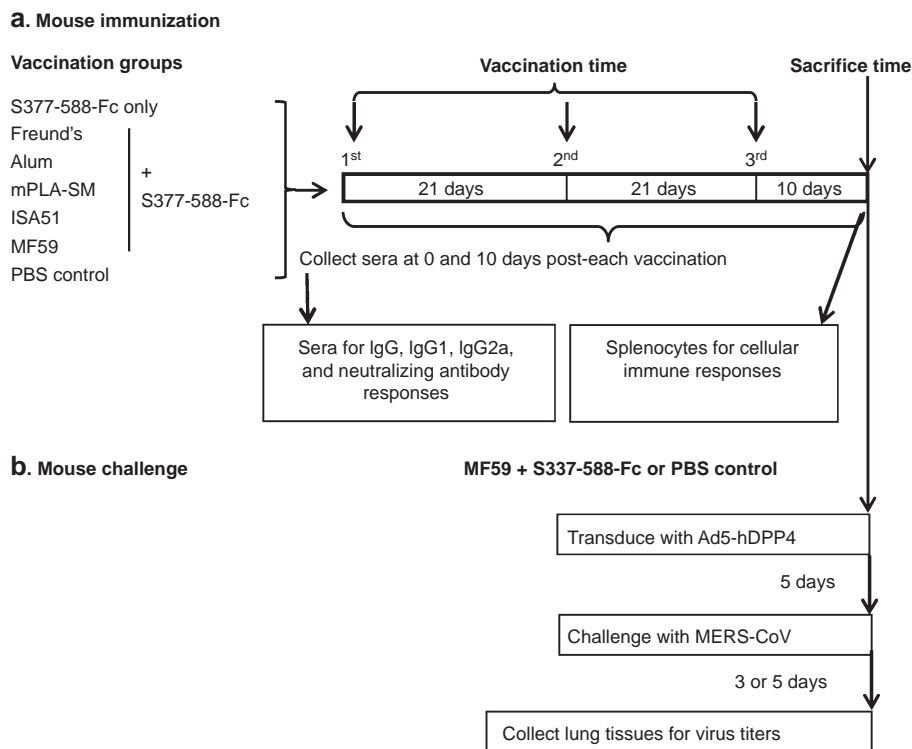 a. Mouse immunization
Vaccination groups
Vaccination time
Sacrifice time
S377-588-Fc only
Freund's
Alum
mPLA-SM
ISA51
MF59
PBS control
+
S377-588-Fc
1st
2nd
3rd
21 days
21 days
10 days
Collect sera at 0 and 10 days post-each vaccination
Sera for IgG, IgG1, IgG2a,
and neutralizing antibody
responses
Splenocytes for cellular
immune responses
b. Mouse challenge
MF59 + S337-588-Fc or PBS control
Transduce with Ad5-hDPP4
5 days
Challenge with MERS-CoV
3 or 5 days
Collect lung tissues for virus titers